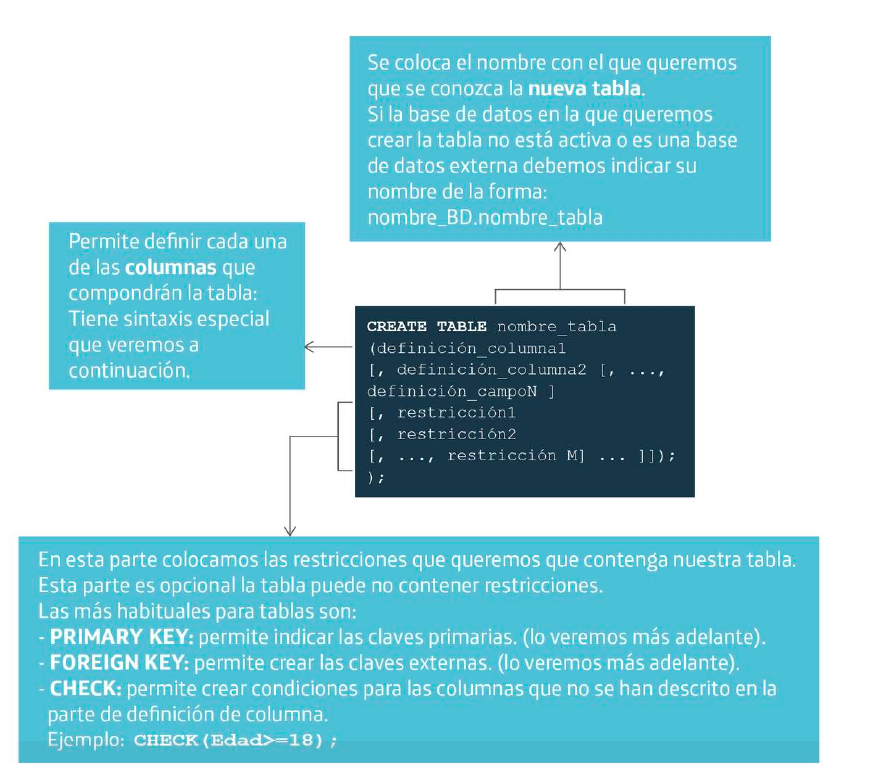 Se coloca el nombre con el que queremos
que se conozca la nueva tabla.
Si la base de datos en la que queremos
crear la tabla no está activa o es una base
de datos externa debemos indicar su
nombre de la forma:
nombre_BD.nombre_tabla
Permite definir cada una
de las columnas que
compondrán la tabla:
Tiene sintaxis especial
que veremos a
continuación.
CREATE TABLE nombre_tabla
(definición_columna1
[, definición_columna2 [, ...,
definición_campoN ]
[, restricción1
[, restricción2
[, ..., restricción M] ... ]]);
);
En esta parte colocamos las restricciones que queremos que contenga nuestra tabla.
Esta parte es opcional la tabla puede no contener restricciones.
Las más habituales para tablas son:
- PRIMARY KEY: permite indicar las claves primarias. (lo veremos más adelante).
- FOREIGN KEY: permite crear las claves externas. (lo veremos más adelante).
- CHECK: permite crear condiciones para las columnas que no se han descrito en la
parte de definición de columna.
Ejemplo: CHECK(Edad>=18);